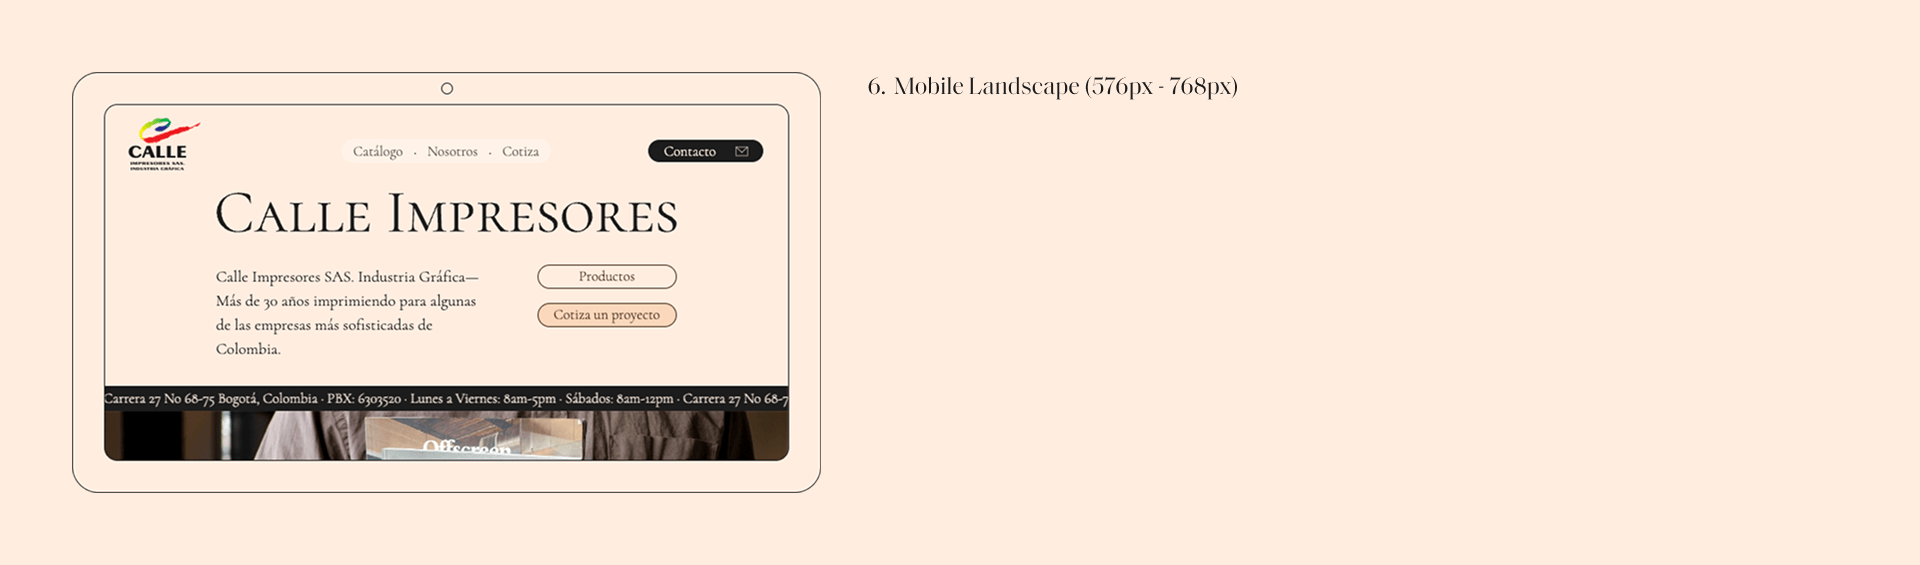 6. Mobile Landscape (576px - 768px)
CALLE
IMPRESORES SAS.
INDUSTRIA GRÁFICA
Catálogo · Nosotros · Cotiza
Contacto
Calle Impresores
Calle Impresores SAS. Industria Gráfica—
Más de 30 años imprimiendo para algunas
de las empresas más sofisticadas de
Colombia.
Productos
Cotiza un proyecto
Carrera 27 No 68-75 Bogotá, Colombia · PBX: 6303520 · Lunes a Viernes: 8am-5pm · Sábados: 8am-12pm · Carrera 27 No 68-7
Offscreen